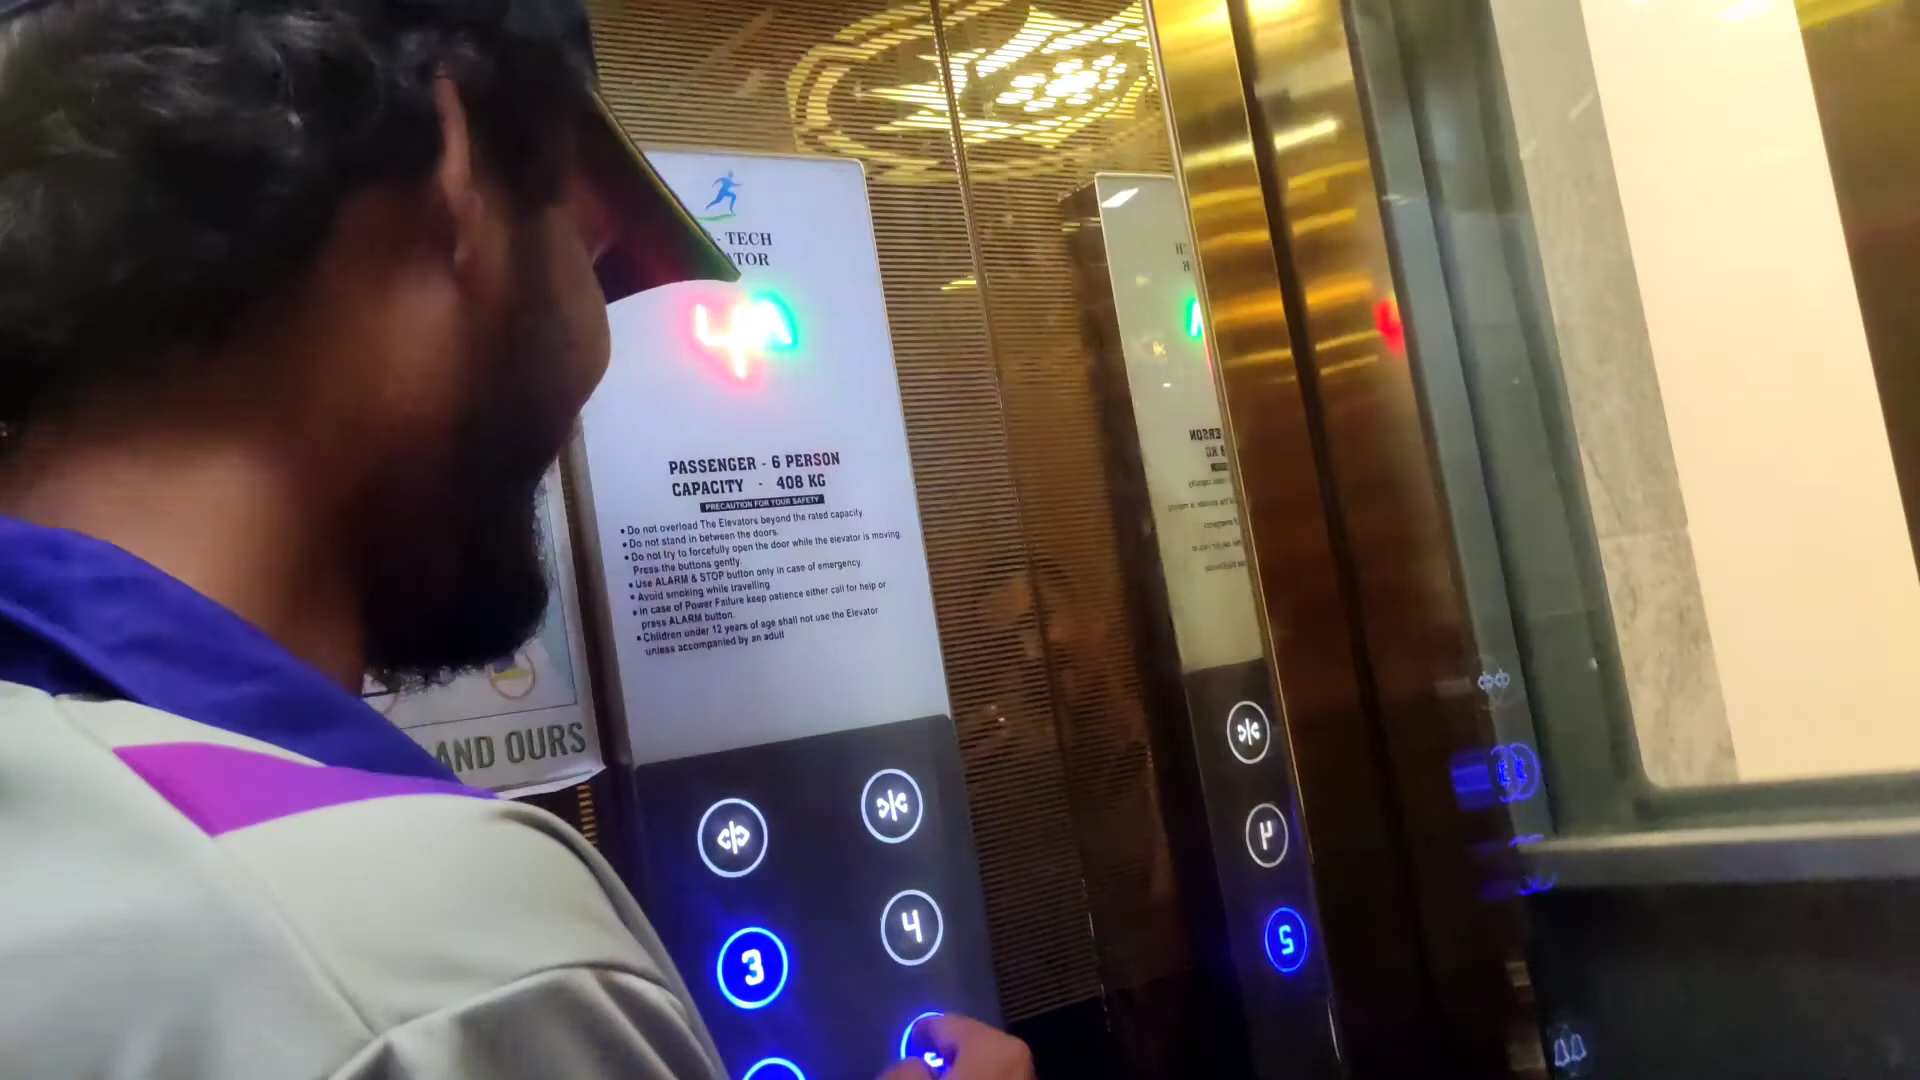 - TECH
ATOR
4
PASSENGER - 6 PERSON
CAPACITY - 408 KG
PRECAUTION FOR YOUR SAFETY
• Do not overload The Elevators beyond the rated capacity
• Do not stand in between the doors.
• Do not try to forcefully open the door while the elevator is moving.
Press the buttons gently
• Use ALARM & STOP button only in case of emergency
• Avoid smoking while travelling
• in case of Power Failure keep patience either call for help or
press ALARM button.
• Children under 12 years of age shall not use the Elevator
unless accompanied by an adult
AND OURS
4
3